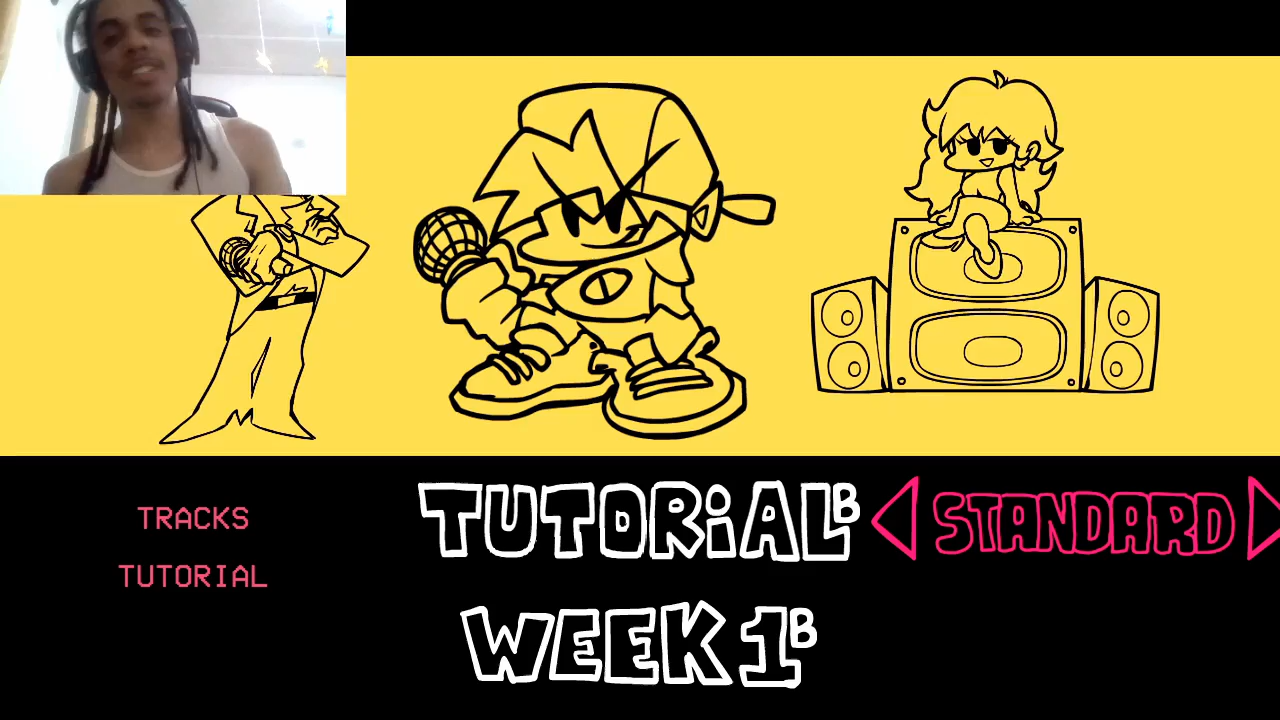 TRACKS
TUTORIAL
TUTORiAL B
STANDARD
WEEK 1 B